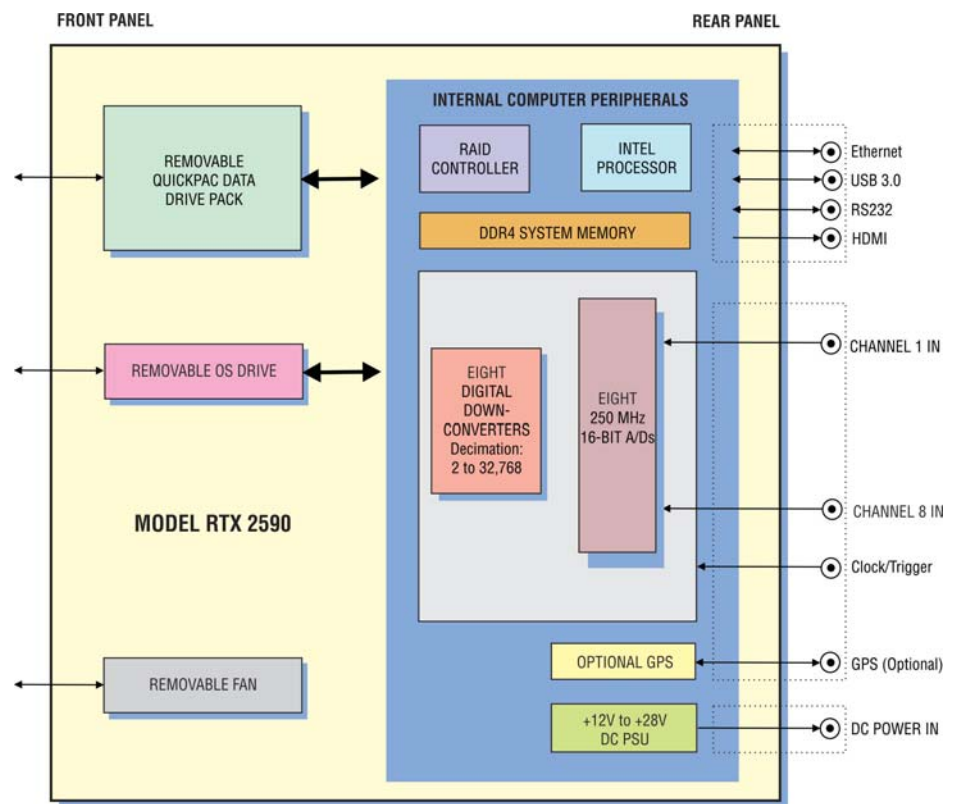 FRONT PANEL
REAR PANEL
REMOVABLE
QUICKPAC DATA
DRIVE PACK
INTERNAL COMPUTER PERIPHERALS
RAID
CONTROLLER
INTEL
PROCESSOR
DDR4 SYSTEM MEMORY
Ethernet
USB 3.0
RS232
HDMI
REMOVABLE OS DRIVE
EIGHT
DIGITAL
DOWN-
CONVERTERS
Decimation:
2 to 32,768
EIGHT
250 MHz
16-BIT A/Ds
CHANNEL 1 IN
CHANNEL 8 IN
Clock/Trigger
MODEL RTX 2590
REMOVABLE FAN
OPTIONAL GPS
GPS (Optional)
+12V to +28V
DC PSU
DC POWER IN